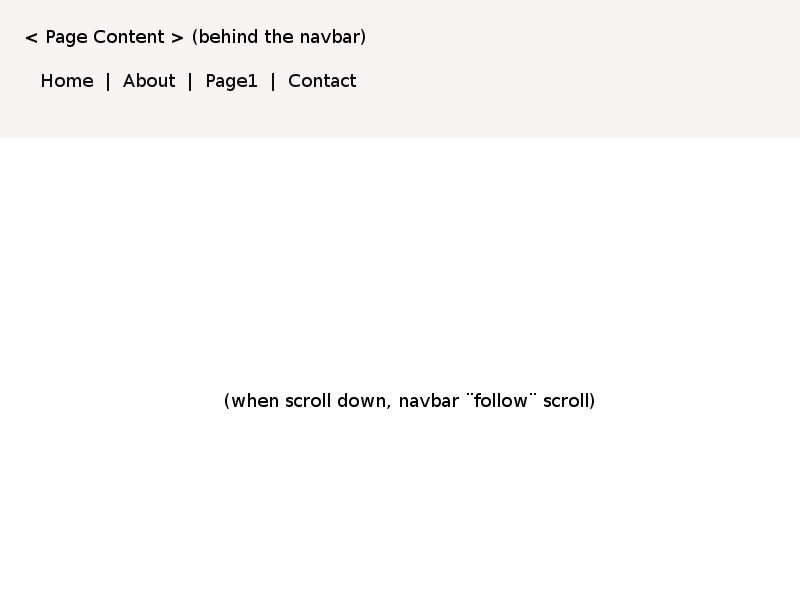 < Page Content > (behind the navbar)
Home | About | Page1 | Contact
(when scroll down, navbar ¨follow¨ scroll)